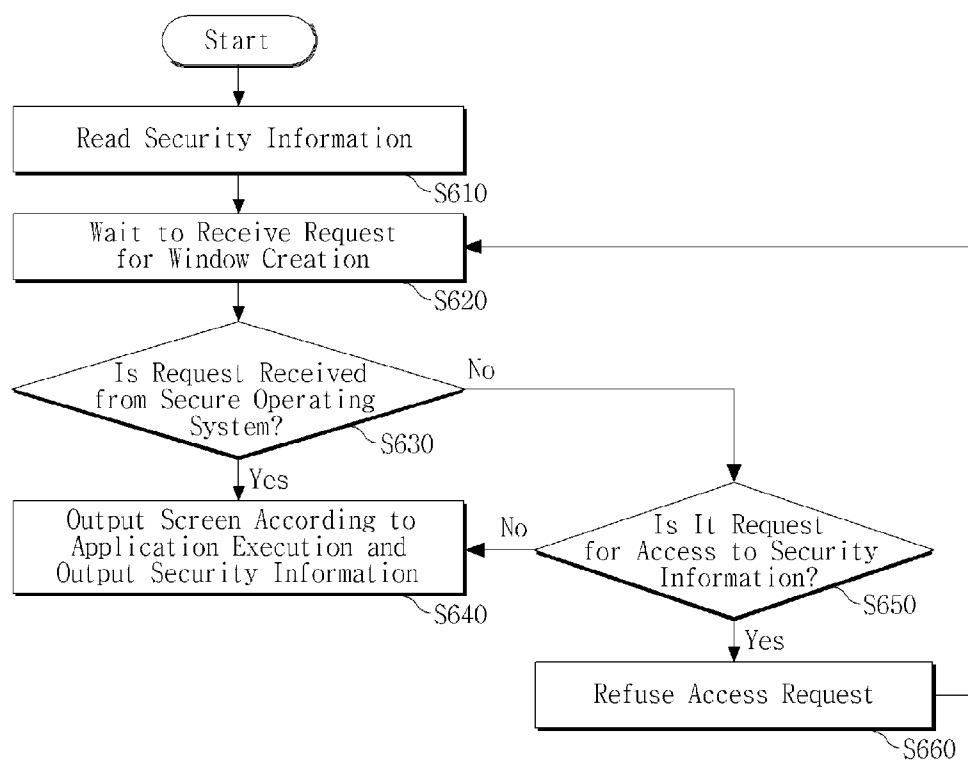 Start
Read Security Information
S610
Wait to Receive Request
for Window Creation
S620
Is Request Received
from Secure Operating
System?
S630
No
Yes
Output Screen According to
Application Execution and
Output Security Information
S640
No
Is It Request
for Access to Security
Information?
S650
Yes
Refuse Access Request
S660